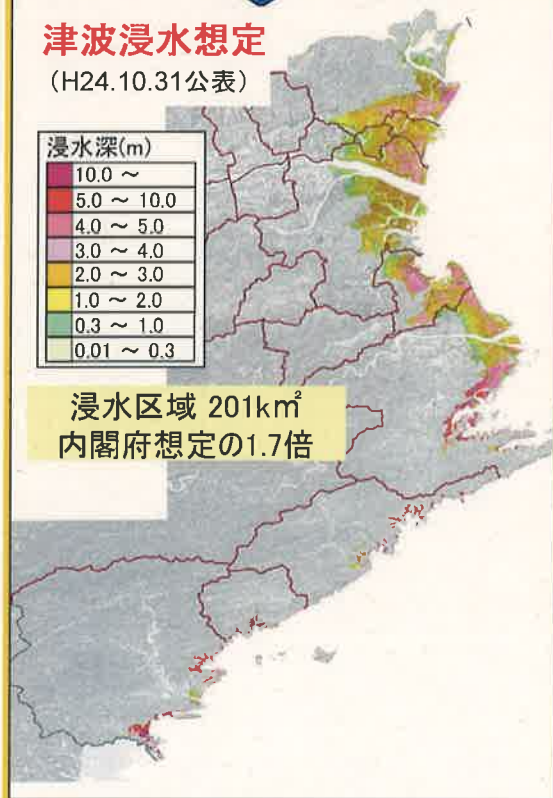 津波浸水想定
（H24.10.31公表）
浸水深(m)
10.0 ～
5.0 ～ 10.0
4.0 ～ 5.0
3.0 ～ 4.0
2.0 ～ 3.0
1.0 ～ 2.0
0.3 ～ 1.0
0.01 ～ 0.3
浸水区域 201k㎡
内閣府想定の1.7倍